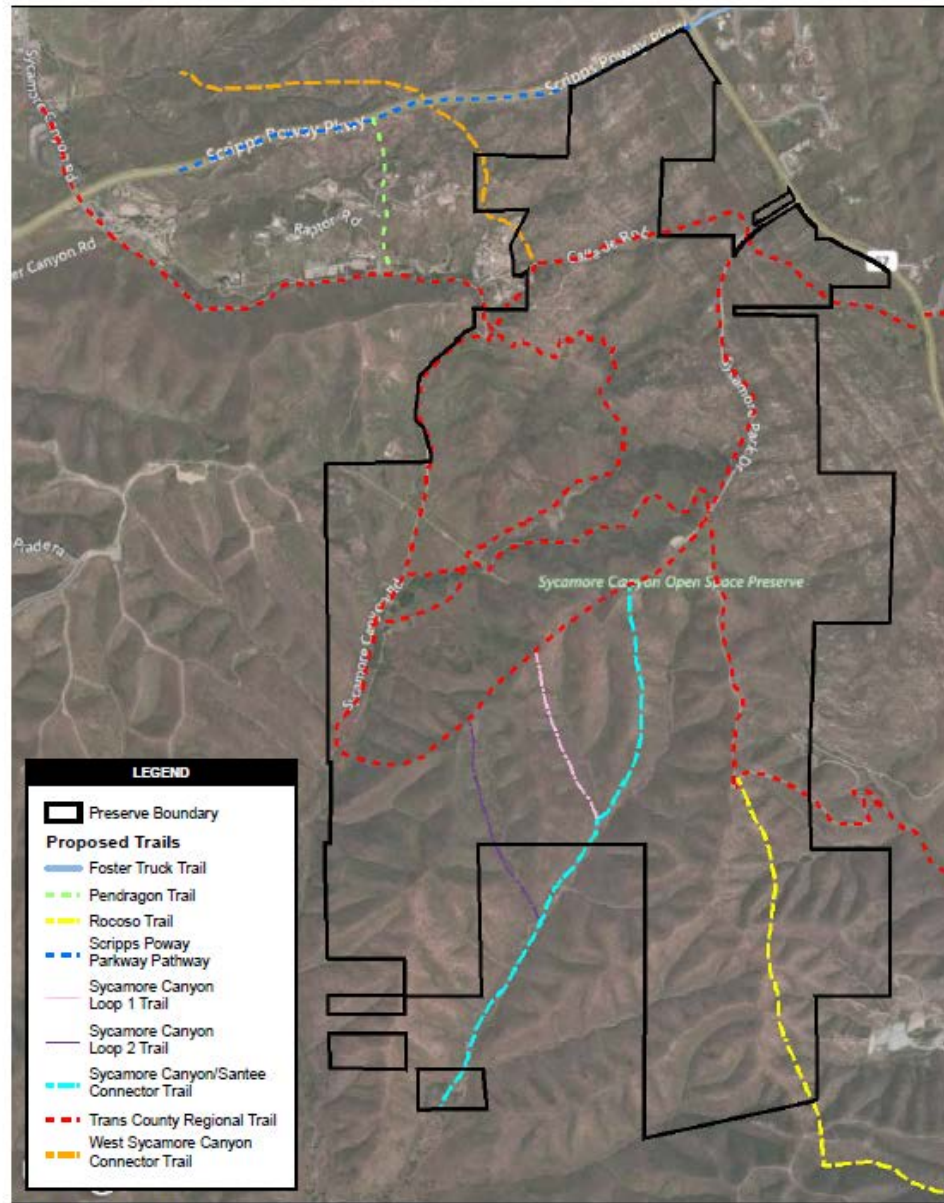 Sycamore Canyon Rd
Scripps Poway Pkwy
Scripps Poway Pkwy
Raptor Rd
er Canyon Rd
67
Sycamore Park Dr
Sycamore Canyon Open Space Preserve
Pradera
Sycamore Canyon Rd
LEGEND
Preserve Boundary
Proposed Trails
Foster Truck Trail
Pendragon Trail
Rocoso Trail
Scripps Poway
Parkway Pathway
Sycamore Canyon
Loop 1 Trail
Sycamore Canyon
Loop 2 Trail
Sycamore Canyon/Santee
Connector Trail
Trans County Regional Trail
West Sycamore Canyon
Connector Trail